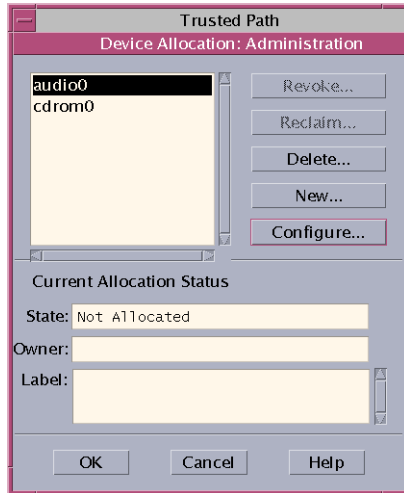 Trusted Path
Device Allocation: Administration
audio0
cdrom0
Revoke...
Reclaim...
Delete...
New...
Configure...
Current Allocation Status
State: Not Allocated
Owner:
Label:
OK Cancel Help